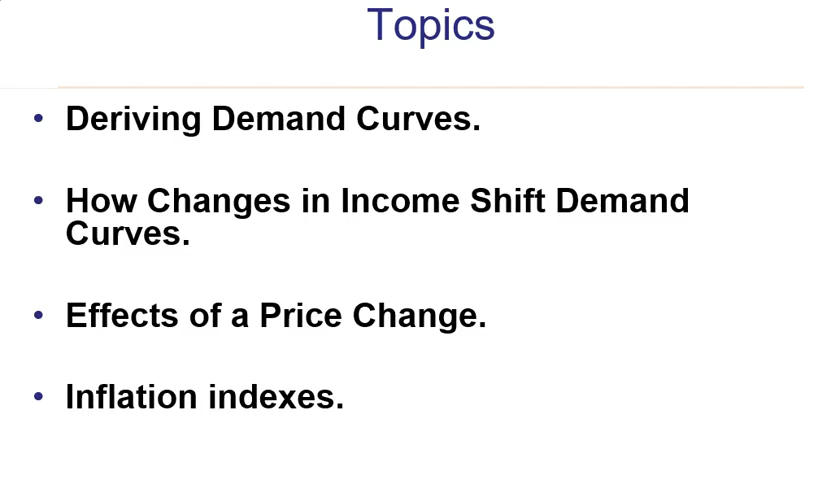 Topics
• Deriving Demand Curves.
• How Changes in Income Shift Demand
Curves.
• Effects of a Price Change.
• Inflation indexes.